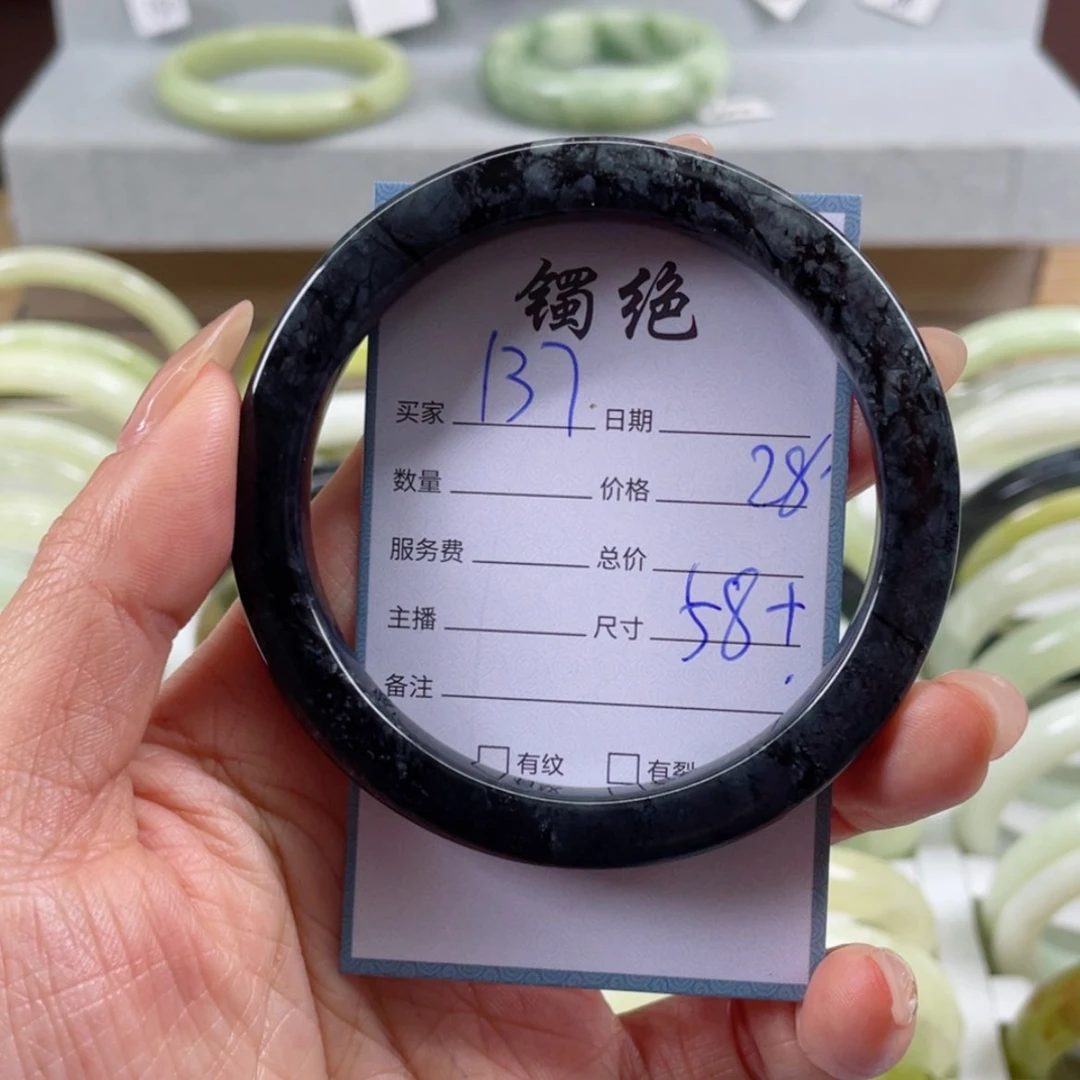 镯绝
买家 137 日期
数量 价格 28
服务费 总价
主播 尺寸 58+
备注
有纹 有裂